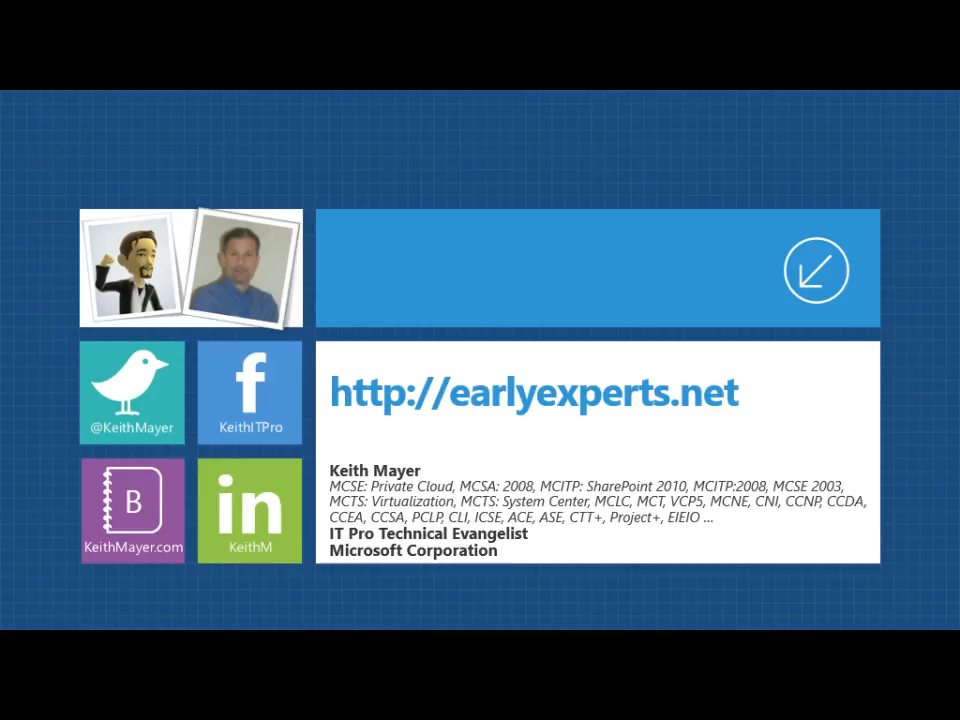 http://earlyexperts.net
@KeithMayer
KeithITPro
Keith Mayer
MCSE: Private Cloud, MCSA: 2008, MCITP: SharePoint 2010, MCITP:2008, MCSE 2003,
MCTS: Virtualization, MCTS: System Center, MCLC, MCT, VCP5, MCNE, CNI, CCNP, CCDA,
CCEA, CCSA, PCLP, CLI, ICSE, ACE, ASE, CTT+, Project+, EIEIO ...
IT Pro Technical Evangelist
Microsoft Corporation
f
B
in
KeithMayer.com
KeithM